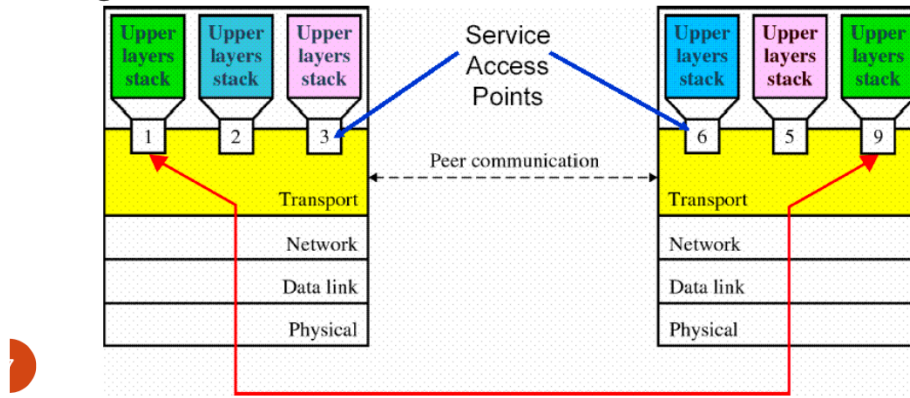 Upper
layers
stack
Upper
layers
stack
Upper
layers
stack
Service
Access
Points
Upper
layers
stack
Upper
layers
stack
Upper
layers
stack
1
2
3
6
5
9
Peer communication
Transport
Transport
Network
Network
Data link
Data link
Physical
Physical